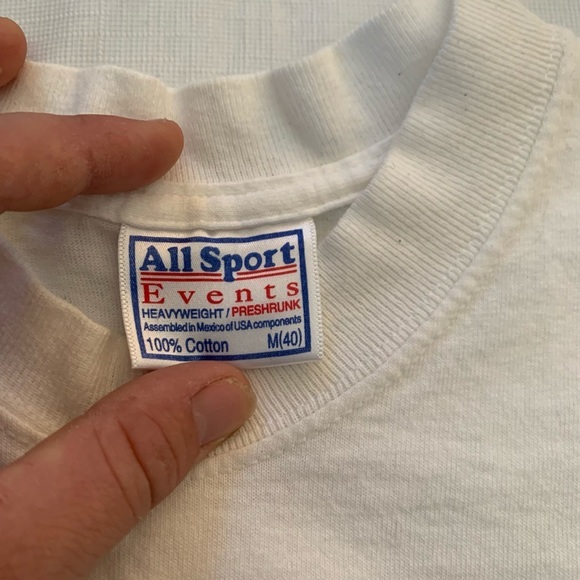 All Sport
Events
HEAVYWEIGHT / PRESHRUNK
Assembled in Mexico of USA components
100% Cotton M(40)